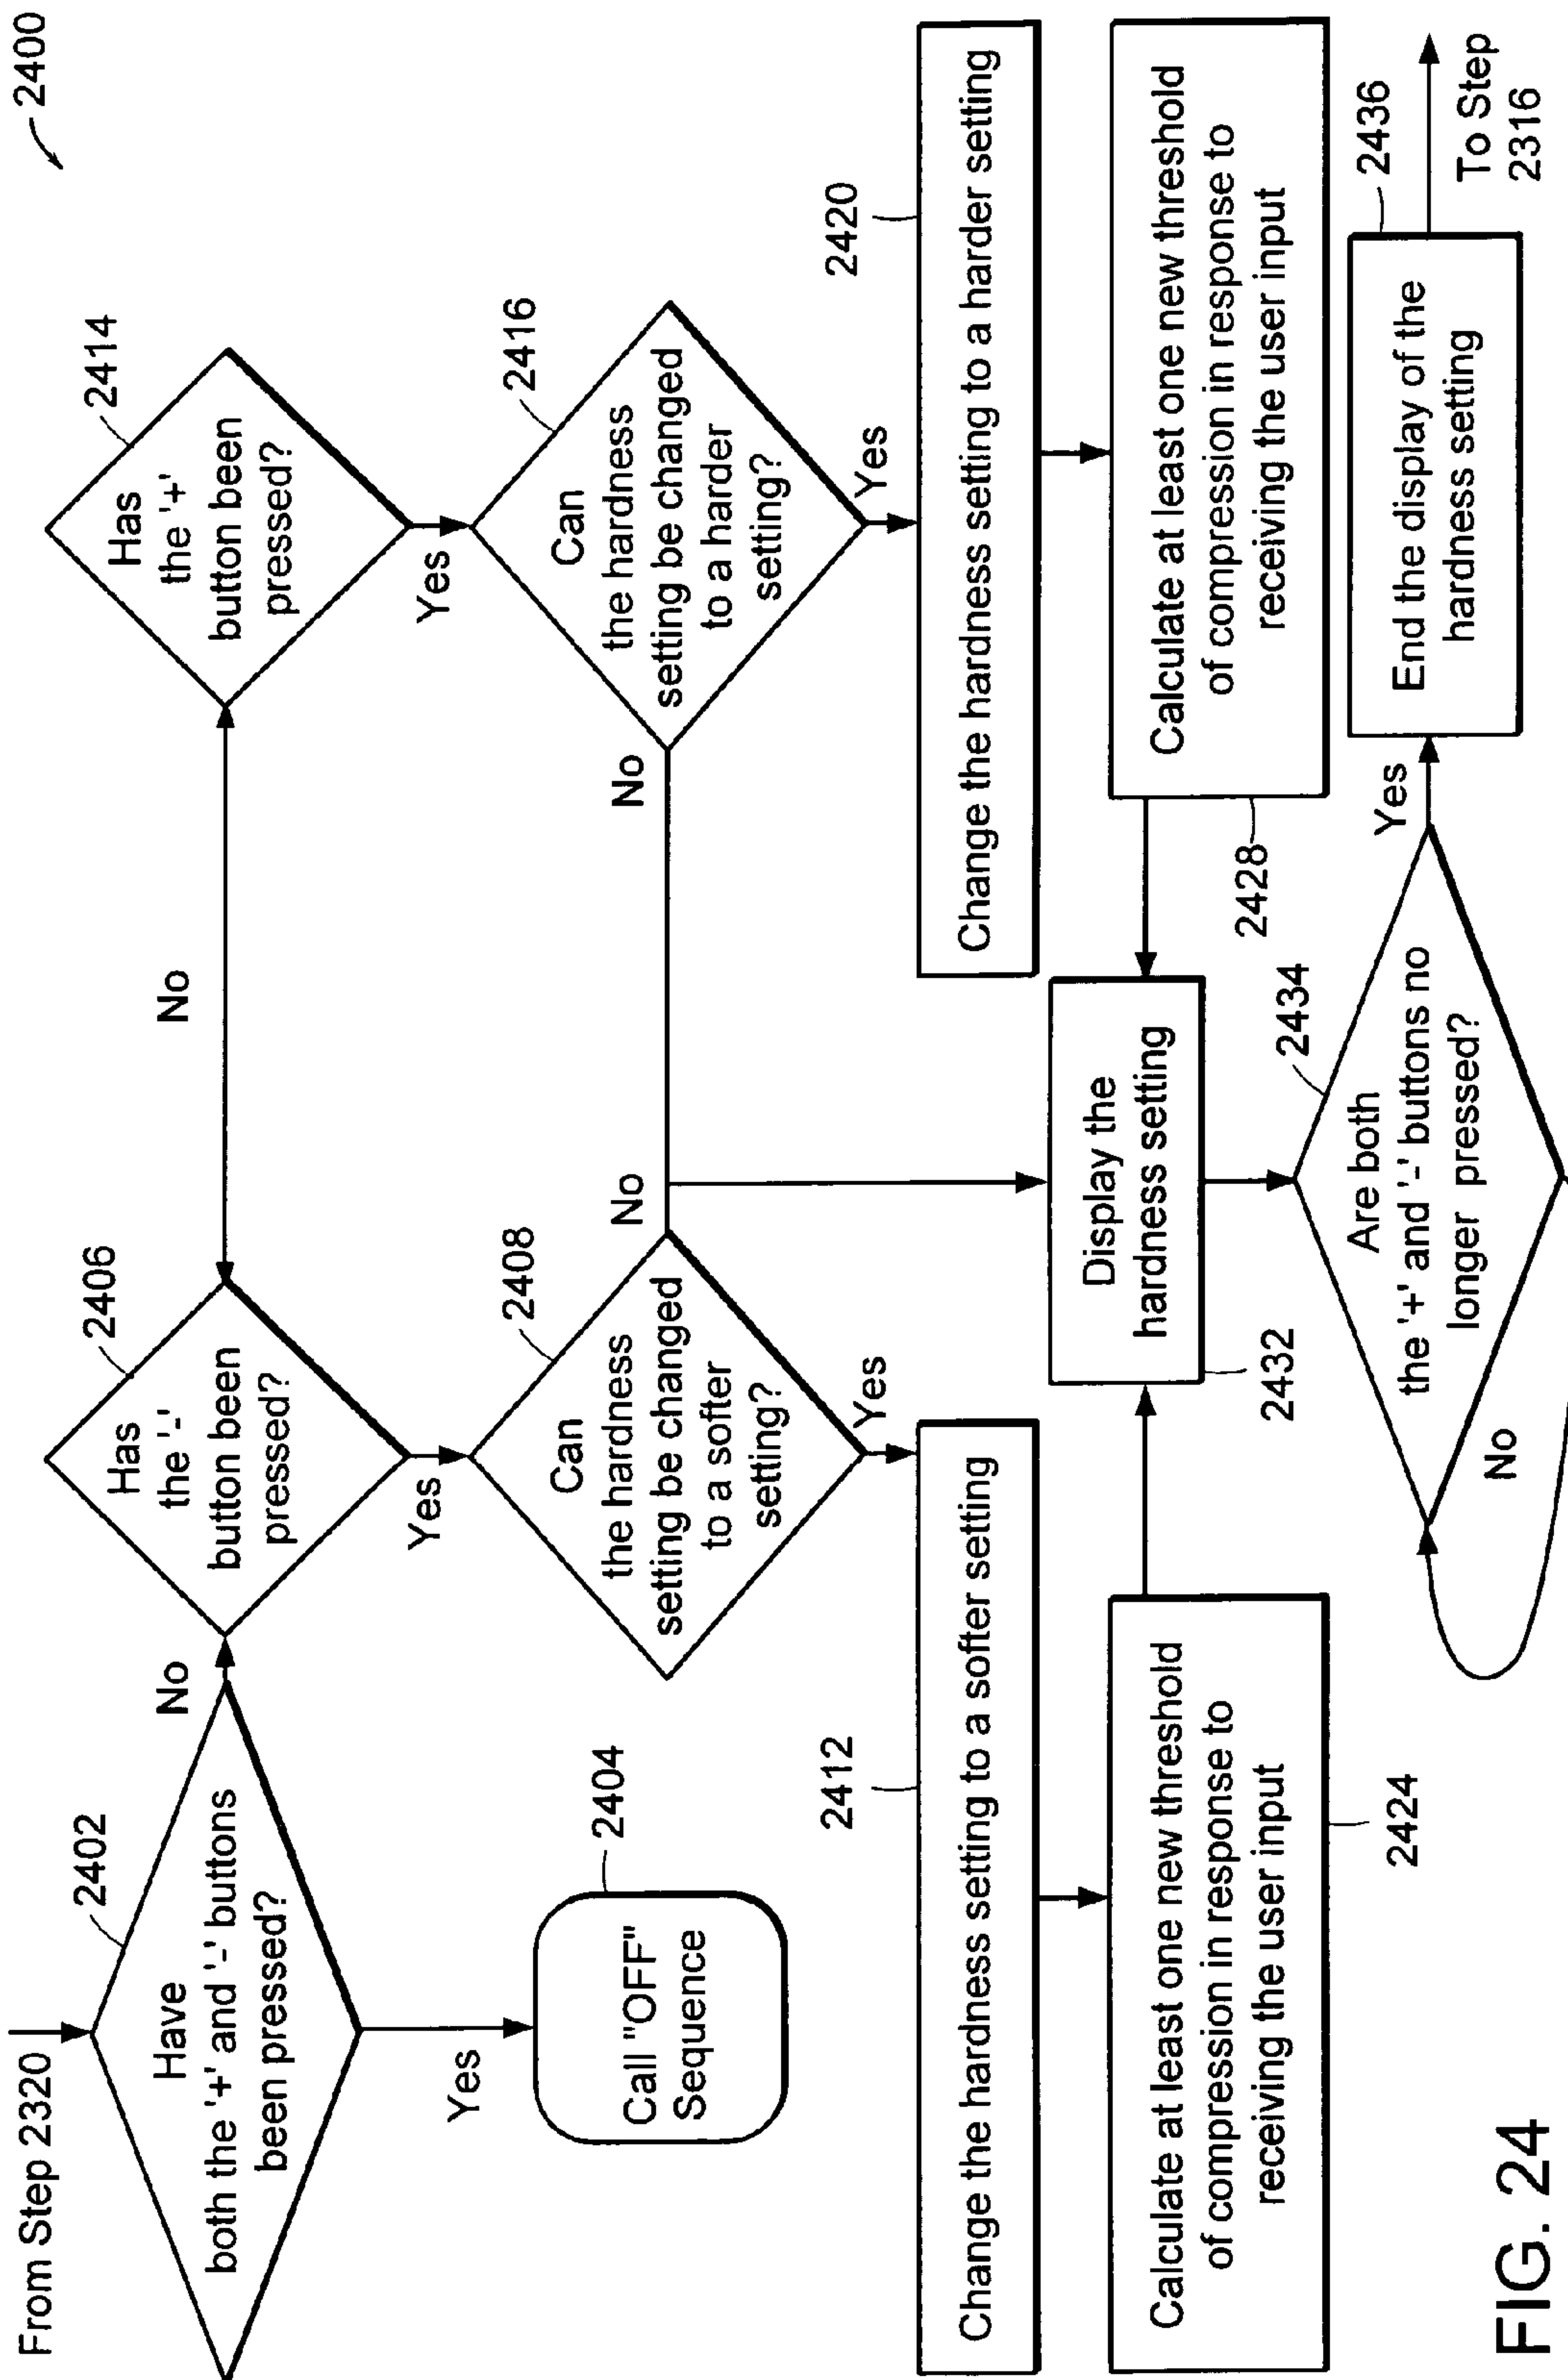 2400
From Step 2320
2402
Have
both the '+' and '-' buttons
been pressed?
No
Yes
2404
Call "OFF"
Sequence
2406
Has
the '-'
button been
pressed?
No
Yes
2414
Has
the '+'
button been
pressed?
Yes
2408
Can
the hardness
setting be changed
to a softer
setting?
No
Yes
2416
Can
the hardness
setting be changed
to a harder
setting?
No
Yes
2412
Change the hardness setting to a softer setting
2420
Change the hardness setting to a harder setting
Calculate at least one new threshold
of compression in response to
receiving the user input
2424
Display the
hardness setting
2432
Calculate at least one new threshold
of compression in response to
receiving the user input
2428
2434
Are both
the '+' and '-' buttons no
longer pressed?
No
Yes
2436
End the display of the
hardness setting
To Step
2316
FIG. 24